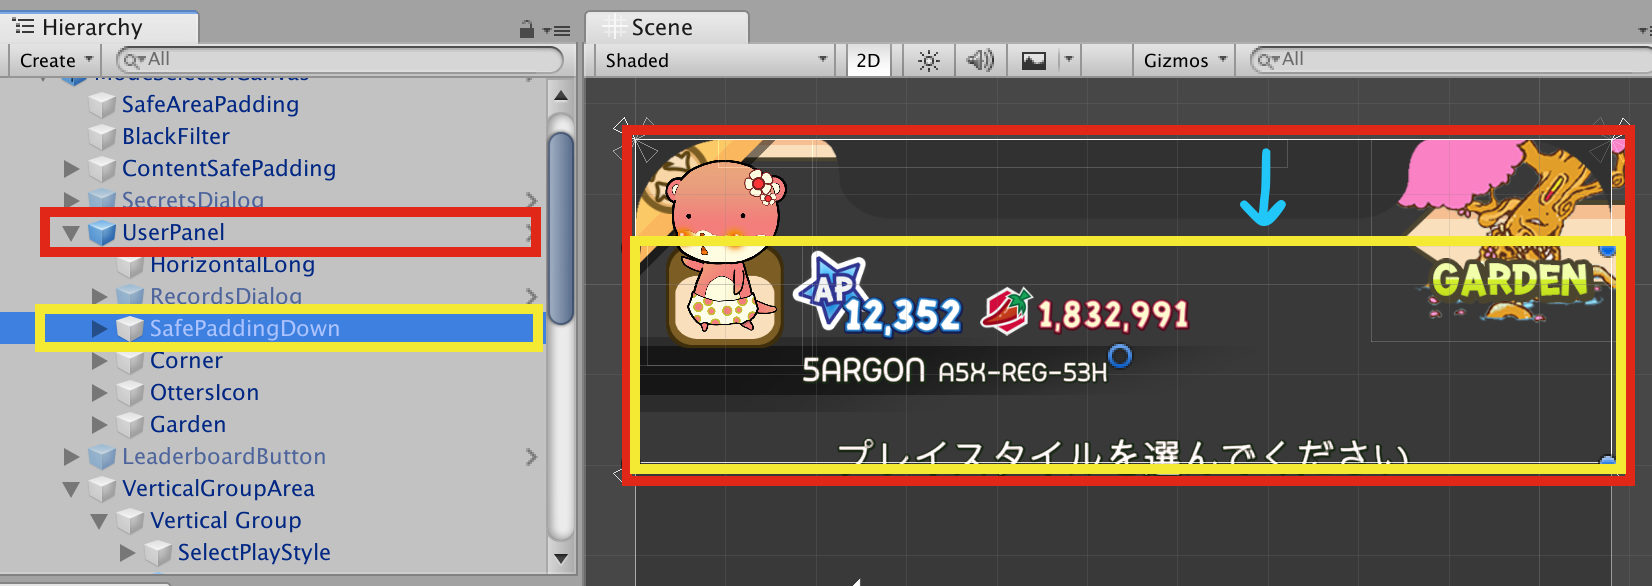 Hierarchy
Create
All
ModeSelectUICanvas
SafeAreaPadding
BlackFilter
ContentSafePadding
SecretsDialog
UserPanel
HorizontalLong
RecordsDialog
SafePaddingDown
Corner
OttersIcon
Garden
LeaderboardButton
VerticalGroupArea
Vertical Group
SelectPlayStyle
Scene
Shaded
2D
Gizmos
All
AP
12,352
1,832,991
GARDEN
5ARGON A5X-REG-53H
プレイスタイルを選んでください